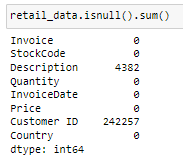 retail_data.isnull().sum()
Invoice 0
StockCode 0
Description 4382
Quantity 0
InvoiceDate 0
Price 0
Customer ID 242257
Country 0
dtype: int64